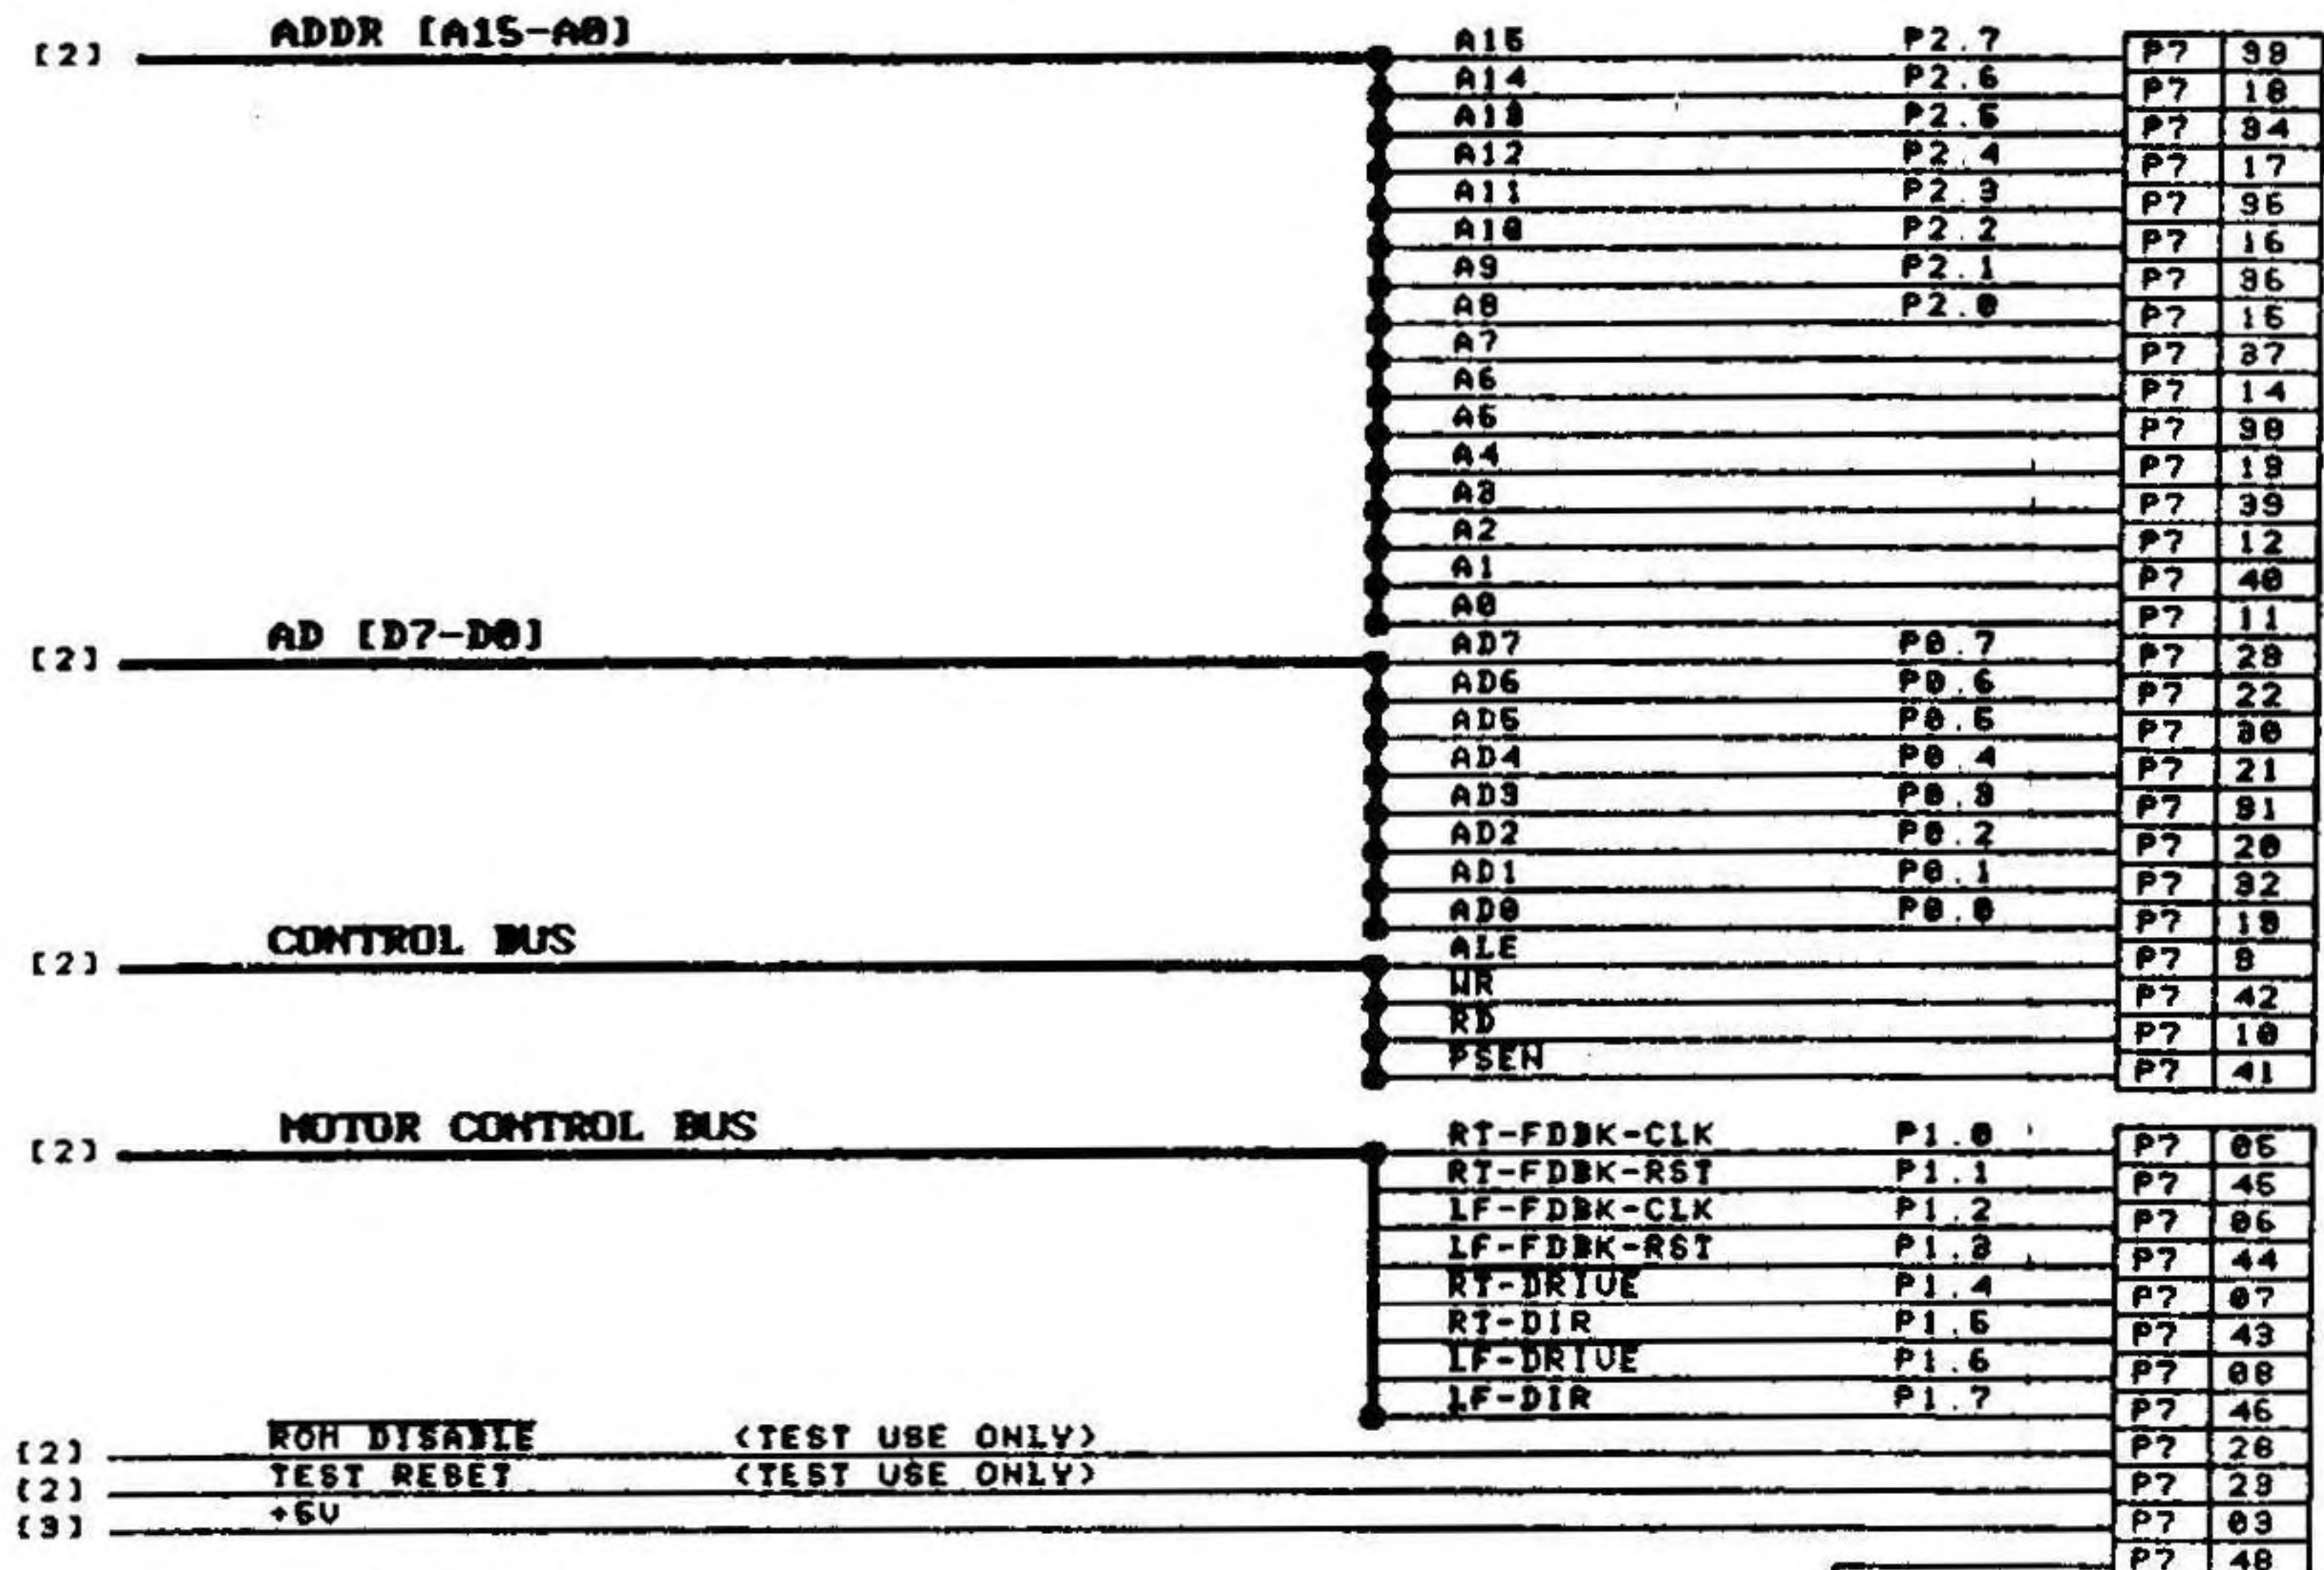 [2] ADDR [A15-A0]
A15 P2.7 P7 33
A14 P2.6 P7 18
A13 P2.5 P7 34
A12 P2.4 P7 17
A11 P2.3 P7 35
A10 P2.2 P7 16
A9 P2.1 P7 36
A8 P2.0 P7 15
A7 P7 37
A6 P7 14
A5 P7 38
A4 P7 13
A3 P7 39
A2 P7 12
A1 P7 40
A0 P7 11
[2] AD [D7-D0]
AD7 P0.7 P7 29
AD6 P0.6 P7 22
AD5 P0.5 P7 30
AD4 P0.4 P7 21
AD3 P0.3 P7 31
AD2 P0.2 P7 20
AD1 P0.1 P7 32
AD0 P0.0 P7 19
[2] CONTROL BUS
ALE P7 9
WR P7 42
RD P7 10
PSEN P7 41
[2] MOTOR CONTROL BUS
RT-FDBK-CLK P1.0 P7 05
RT-FDBK-RST P1.1 P7 45
LF-FDBK-CLK P1.2 P7 06
LF-FDBK-RST P1.3 P7 44
RT-DRIVE P1.4 P7 07
RT-DIR P1.5 P7 43
LF-DRIVE P1.6 P7 08
LF-DIR P1.7 P7 46
[2] ROM DISABLE <TEST USE ONLY> P7 28
[2] TEST RESET <TEST USE ONLY> P7 23
[3] +5V P7 03
P7 48